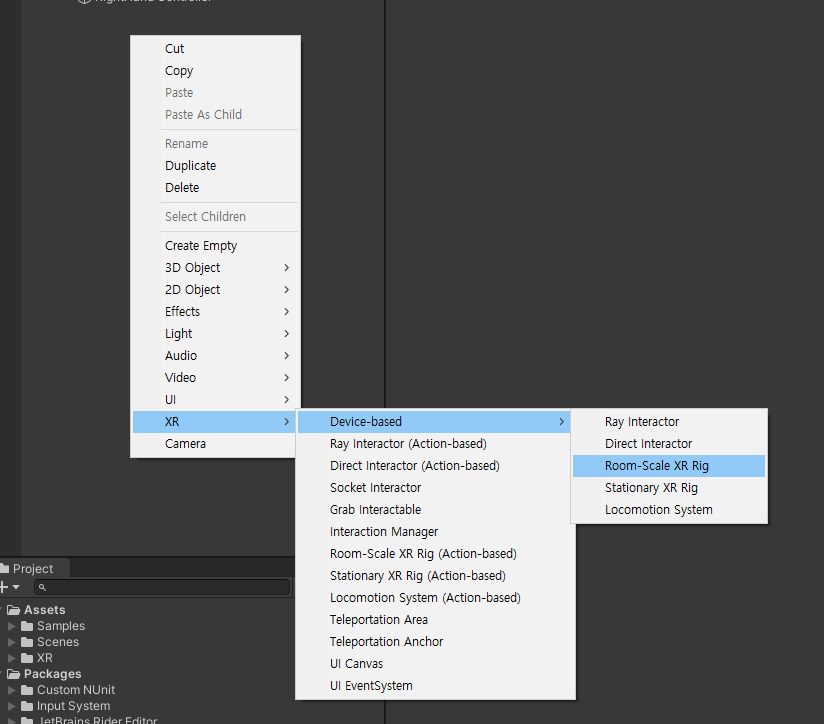 RightHand Controller
Cut
Copy
Paste
Paste As Child
Rename
Duplicate
Delete
Select Children
Create Empty
3D Object
2D Object
Effects
Light
Audio
Video
UI
XR
Camera
Device-based
Ray Interactor (Action-based)
Direct Interactor (Action-based)
Socket Interactor
Grab Interactable
Interaction Manager
Room-Scale XR Rig (Action-based)
Stationary XR Rig (Action-based)
Locomotion System (Action-based)
Teleportation Area
Teleportation Anchor
UI Canvas
UI EventSystem
Ray Interactor
Direct Interactor
Room-Scale XR Rig
Stationary XR Rig
Locomotion System
Project
Assets
Samples
Scenes
XR
Packages
Custom NUnit
Input System
JetBrains Rider Editor